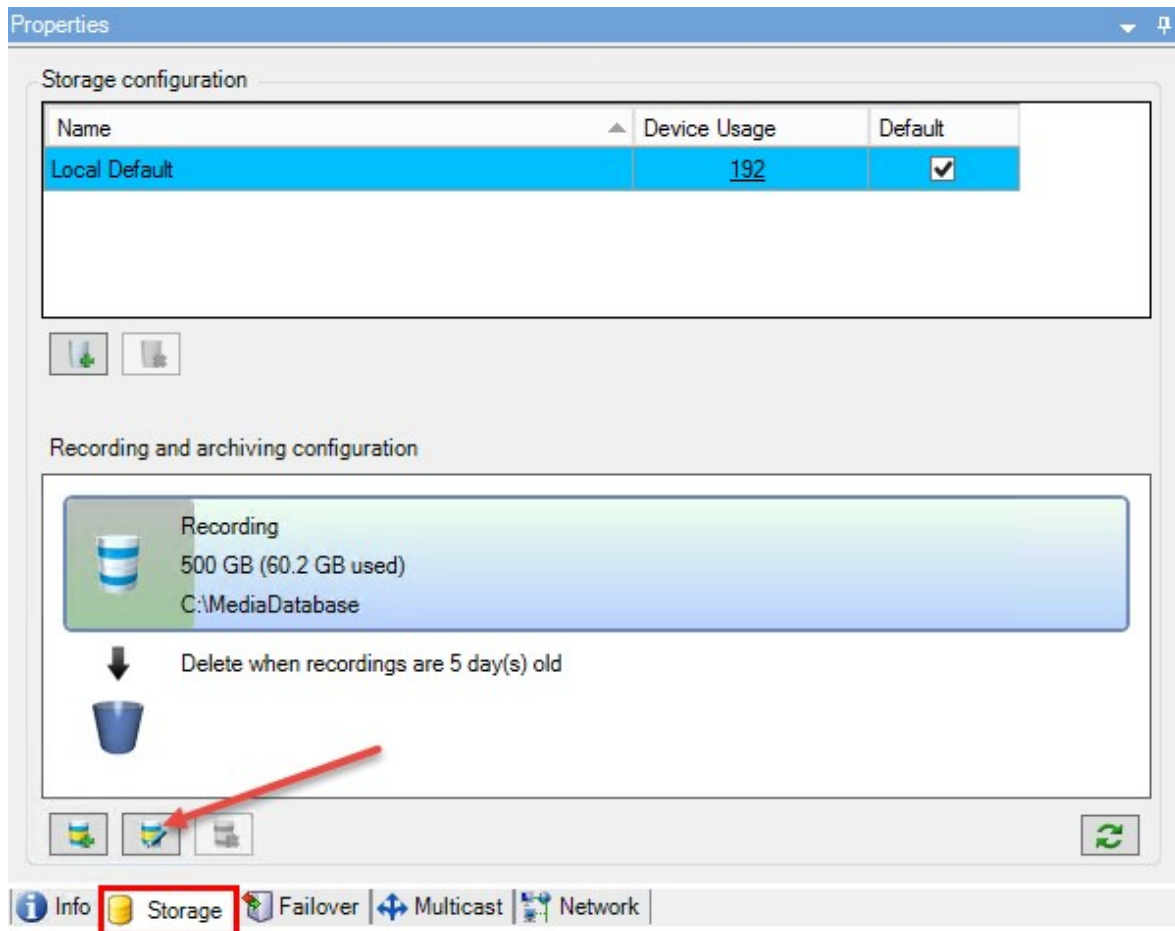 Properties
Storage configuration
Name Device Usage Default
Local Default 192
Recording and archiving configuration
Recording
500 GB (60.2 GB used)
C:\MediaDatabase
Delete when recordings are 5 day(s) old
Info Storage Failover Multicast Network